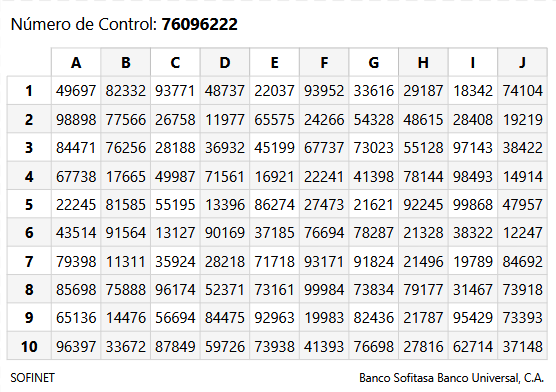 Número de Control: 76096222
A B C D E F G H I J
1 49697 82332 93771 48737 22037 93952 33616 29187 18342 74104
2 98898 77566 26758 11977 65575 24266 54328 48615 28408 19219
3 84471 76256 28188 36932 45199 67737 73023 55128 97143 38422
4 67738 17665 49987 71561 16921 22241 41398 78144 98493 14914
5 22245 81585 55195 13396 86274 27473 21621 92245 99868 47957
6 43514 91564 13127 90169 37185 76694 78287 21328 38322 12247
7 79398 11311 35924 28218 71718 93171 91824 21496 19789 84692
8 85698 75888 96174 52371 73161 99984 73834 79177 31467 73918
9 65136 14476 56694 84475 92963 19983 82436 21787 95429 73393
10 96397 33672 87849 59726 73938 41393 76698 27816 62714 37148
SOFINET Banco Sofitasa Banco Universal, C.A.